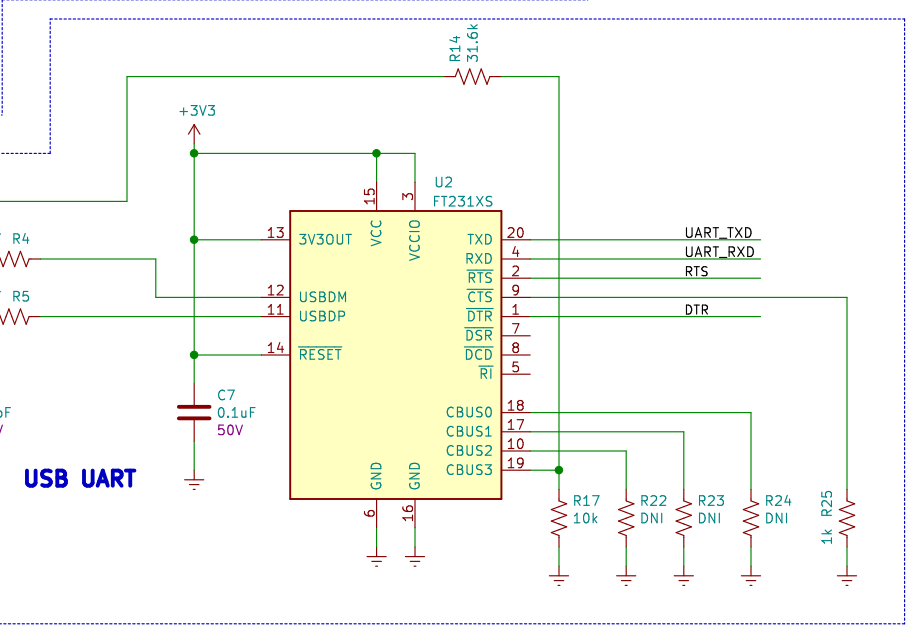 R14
31.6k
+3V3
U2
FT231XS
15
3
VCC
VCCIO
R4
R5
13
3V3OUT
12
USBDM
11
USBDP
14
RESET
TXD
20
UART_TXD
RXD
4
UART_RXD
RTS
2
RTS
CTS
9
DTR
1
DTR
DSR
7
DCD
8
RI
5
CBUS0
18
CBUS1
17
CBUS2
10
CBUS3
19
C7
0.1uF
50V
USB UART
GND
GND
6
16
R17
10k
R22
DNI
R23
DNI
R24
DNI
R25
1k